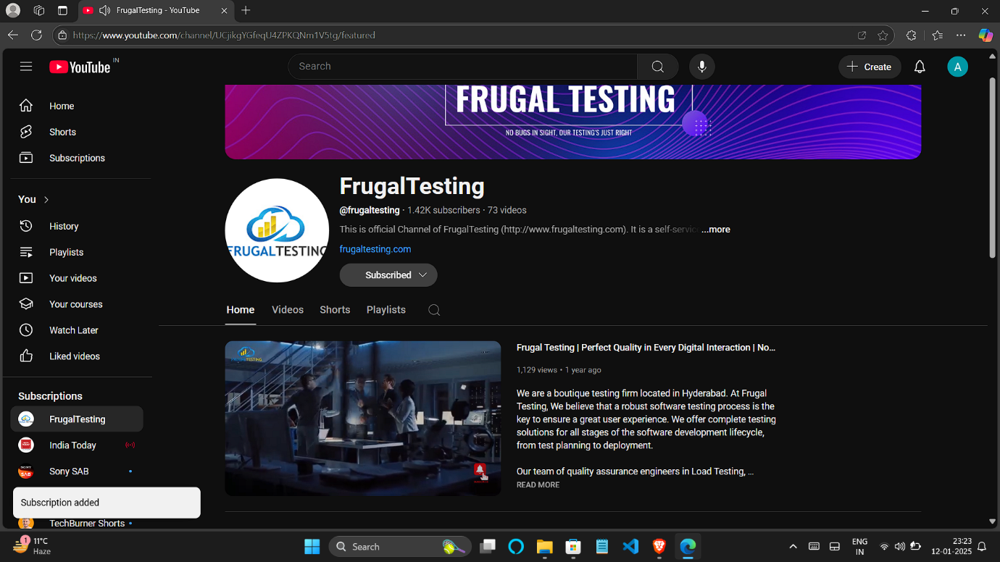 FrugalTesting - YouTube
https://www.youtube.com/channel/UCjikgYGfeqU4ZPKQNm1V5tg/featured
YouTube IN
Search
Create
A
Home
Shorts
Subscriptions
You
History
Playlists
Your videos
Your courses
Watch Later
Liked videos
Subscriptions
FrugalTesting
India Today
Sony SAB
TechBurner Shorts
Subscription added
FRUGAL TESTING
NO BUGS IN SIGHT, OUR TESTING'S JUST RIGHT
FRUGALTESTING
FrugalTesting
@frugaltesting · 1.42K subscribers · 73 videos
This is official Channel of FrugalTesting (http://www.frugaltesting.com). It is a self-servic ...more
frugaltesting.com
Subscribed
Home Videos Shorts Playlists
FRUGALTESTING
Frugal Testing | Perfect Quality in Every Digital Interaction | No...
1,129 views • 1 year ago
We are a boutique testing firm located in Hyderabad. At Frugal
Testing, We believe that a robust software testing process is the
key to ensure a great user experience. We offer complete testing
solutions for all stages of the software development lifecycle,
from test planning to deployment.
Our team of quality assurance engineers in Load Testing, ...
READ MORE
1
11°C
Haze
Search
ENG
IN
23:23
12-01-2025